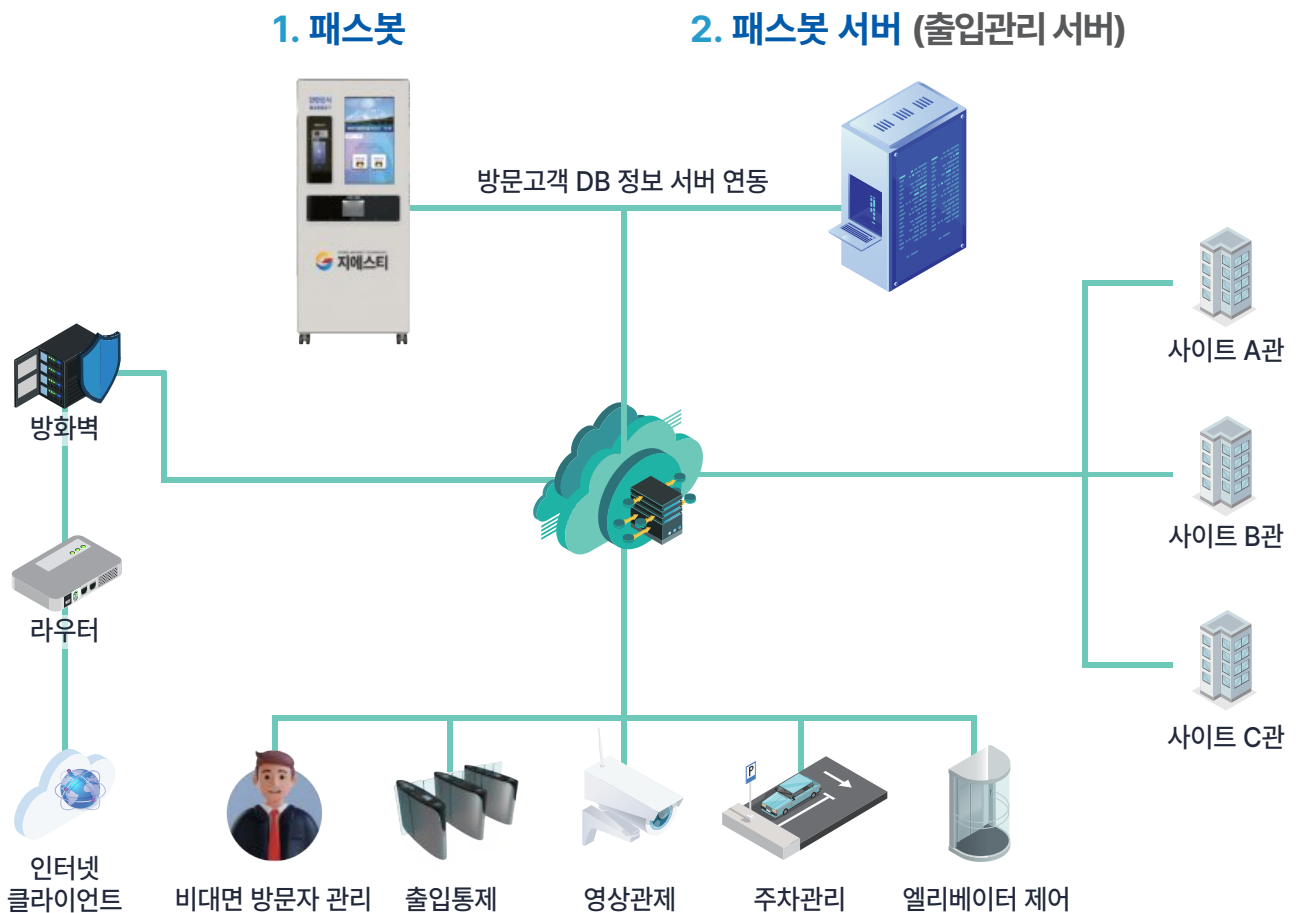 1. 패스봇
2. 패스봇 서버 (출입관리 서버)
방문고객 DB 정보 서버 연동
지에스티
사이트 A관
방화벽
사이트 B관
라우터
사이트 C관
P
인터넷
클라이언트
비대면 방문자 관리
출입통제
영상관제
주차관리
엘리베이터 제어